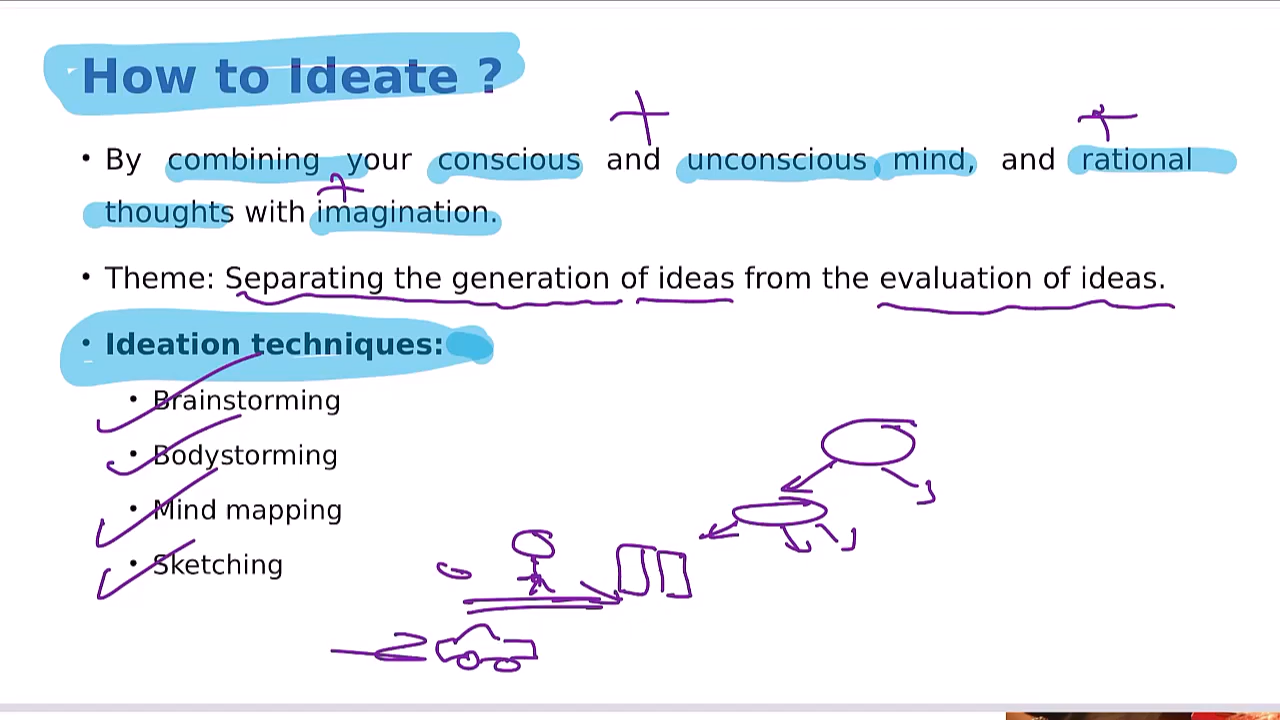 How to Ideate ?
• By combining your conscious and unconscious mind, and rational
thoughts with imagination.
• Theme: Separating the generation of ideas from the evaluation of ideas.
• Ideation techniques:
• Brainstorming
• Bodystorming
• Mind mapping
• Sketching